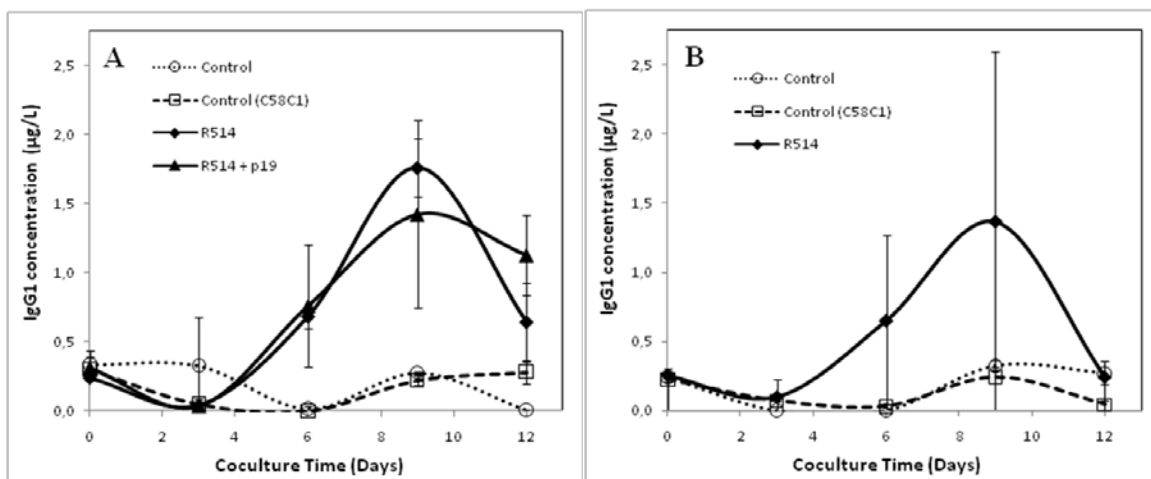 A
Control
Control (C58C1)
R514
R514 + p19
IgG1 concentration (µg/L)
2,5
2,0
1,5
1,0
0,5
0,0
0 2 4 6 8 10 12
Coculture Time (Days)
B
Control
Control (C58C1)
R514
IgG1 concentration (µg/L)
2,5
2,0
1,5
1,0
0,5
0,0
0 2 4 6 8 10 12
Coculture Time (Days)